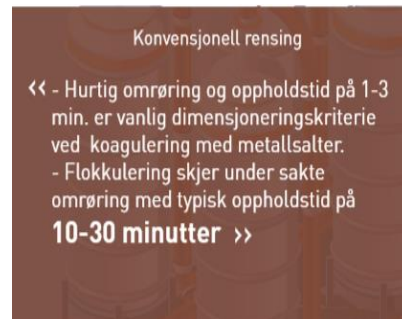 Konvensjonell rensing
‹‹ - Hurtig omrøring og oppholdstid på 1-3
min. er vanlig dimensjoneringskriterie
ved koagulering med metallsalter.
- Flokkulering skjer under sakte
omrøring med typisk oppholdstid på
10-30 minutter ››